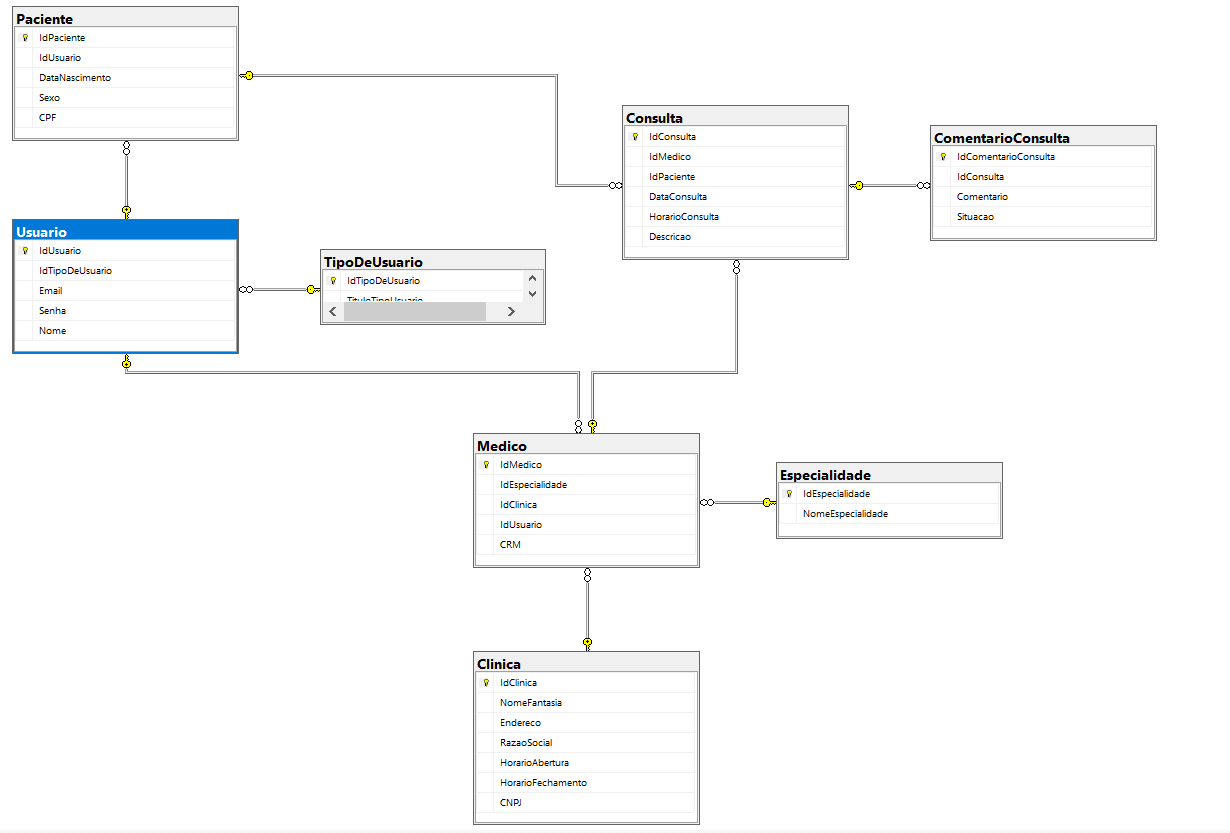 Paciente
IdPaciente
IdUsuario
DataNascimento
Sexo
CPF
Usuario
IdUsuario
IdTipoDeUsuario
Email
Senha
Nome
TipoDeUsuario
IdTipoDeUsuario
TituloTipoUsuario
Consulta
IdConsulta
IdMedico
IdPaciente
DataConsulta
HorarioConsulta
Descricao
ComentarioConsulta
IdComentarioConsulta
IdConsulta
Comentario
Situacao
Medico
IdMedico
IdEspecialidade
IdClinica
IdUsuario
CRM
Especialidade
IdEspecialidade
NomeEspecialidade
Clinica
IdClinica
NomeFantasia
Endereco
RazaoSocial
HorarioAbertura
HorarioFechamento
CNPJ